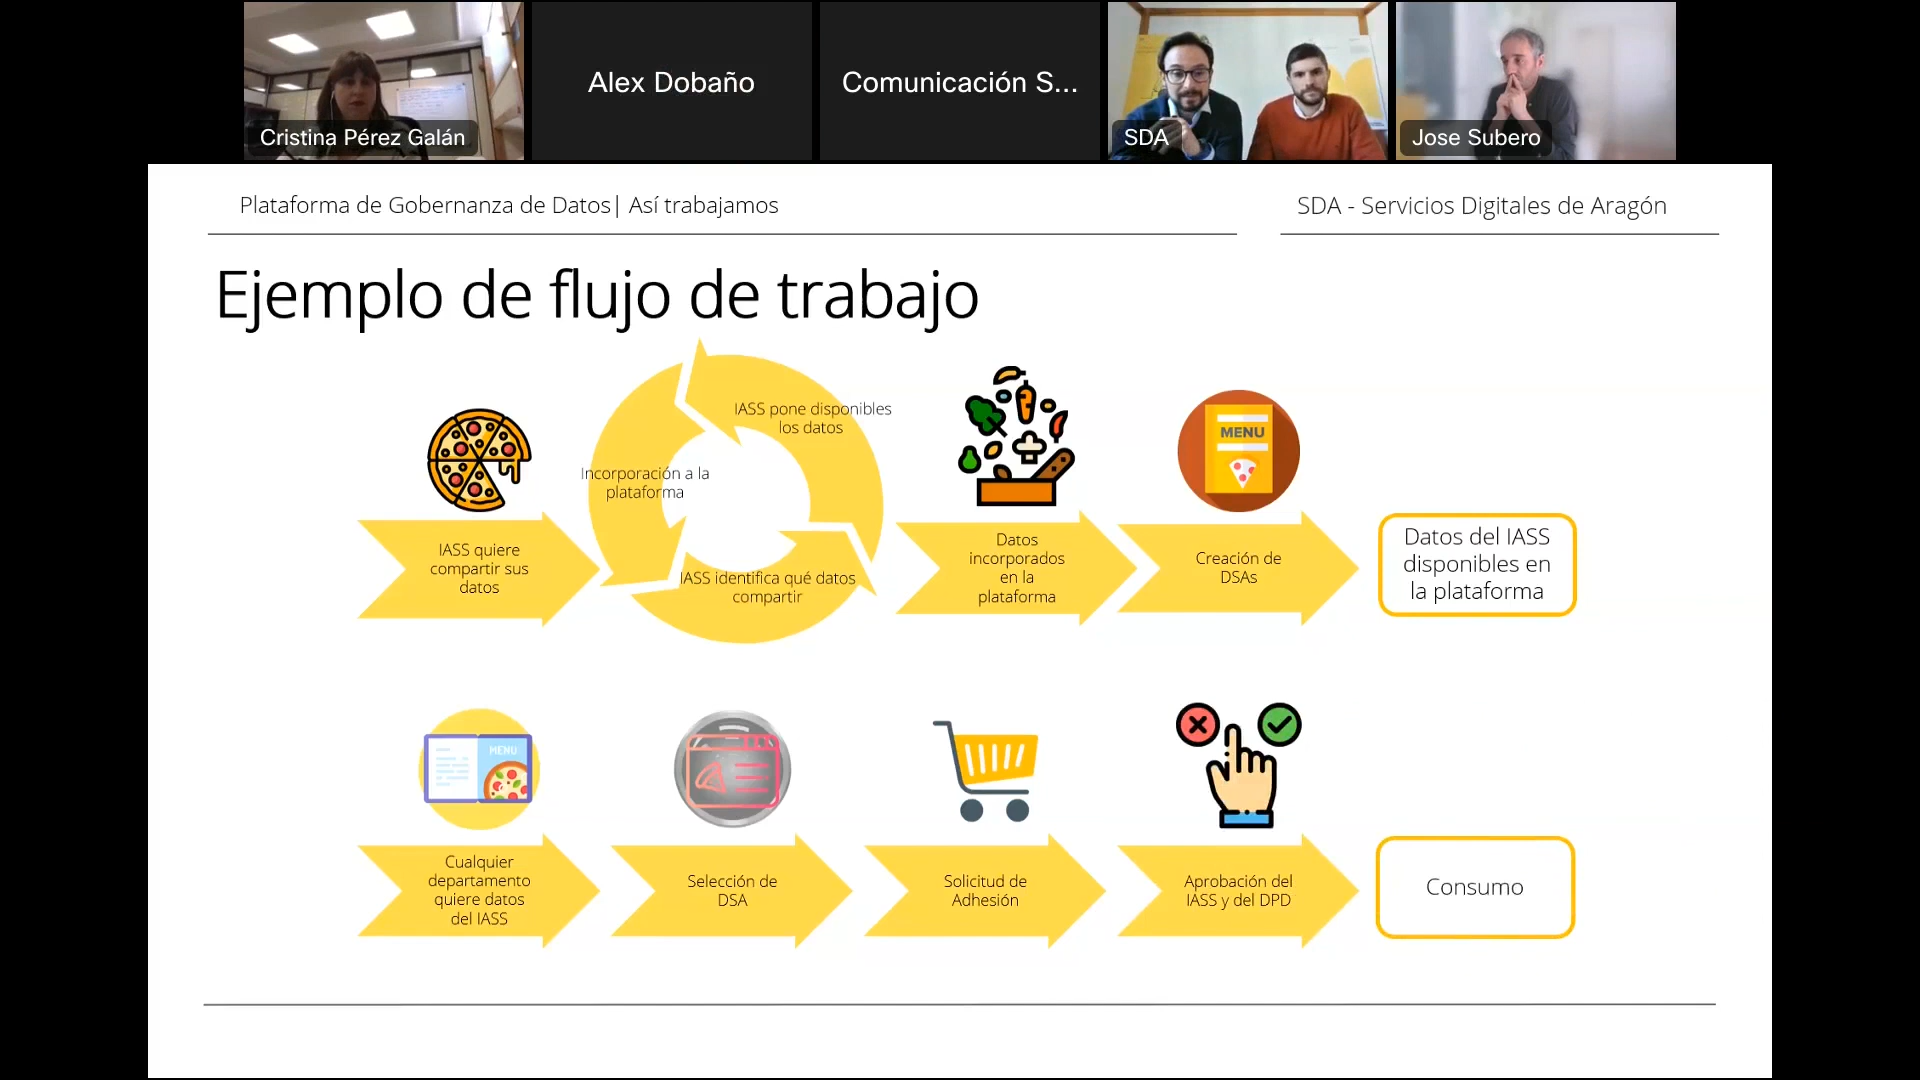 Cristina Pérez Galán
Alex Dobaño
Comunicación S...
SDA
Jose Subero
Plataforma de Gobernanza de Datos| Así trabajamos
SDA - Servicios Digitales de Aragón
Ejemplo de flujo de trabajo
IASS quiere
compartir sus
datos
IASS pone disponibles
los datos
Incorporación a la
plataforma
IASS identifica qué datos
compartir
Datos
incorporados
en la
plataforma
MENU
Creación de
DSAs
Datos del IASS
disponibles en
la plataforma
MENU
Cualquier
departamento
quiere datos
del IASS
Selección de
DSA
Solicitud de
Adhesión
Aprobación del
IASS y del DPD
Consumo